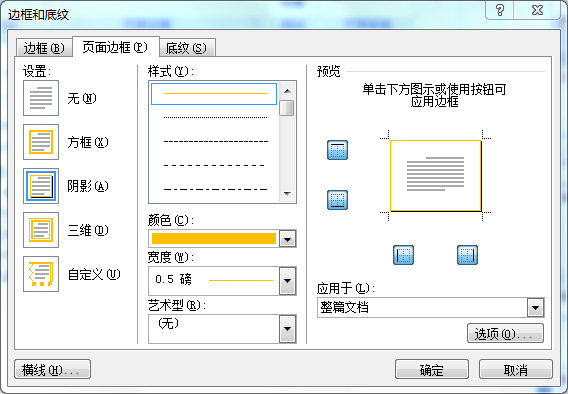 边框和底纹
边框(B)
页面边框(P)
底纹(S)
设置:
无(N)
方框(X)
阴影(A)
三维(D)
自定义(U)
样式(Y):
颜色(C):
宽度(W):
0.5 磅
艺术型(R):
(无)
预览
单击下方图示或使用按钮可
应用边框
应用于(L):
整篇文档
选项(O)...
横线(H)...
确定
取消